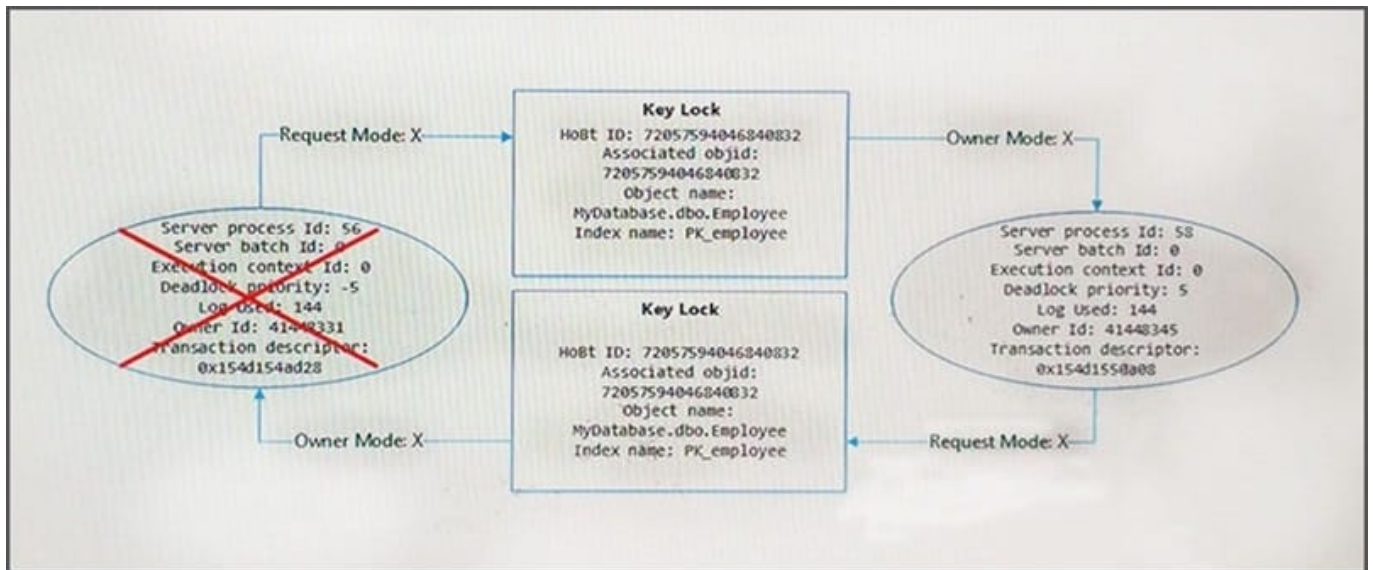 Key Lock
HoBt ID: 72057594046840832
Associated objid:
72057594046840832
Object name:
MyDatabase.dbo.Employee
Index name: PK_employee
Request Mode: X
Owner Mode: X
Server process Id: 56
Server batch Id:
Execution context Id: 0
Deadlock priority: -5
Log Used: 144
Owner Id: 41448331
Transaction descriptor:
0x154d154ad28
Server process Id: 58
Server batch Id: 0
Execution context Id: 0
Deadlock priority: 5
Log Used: 144
Owner Id: 41448345
Transaction descriptor:
0x154d1550a08
Key Lock
HoBt ID: 72057594046840832
Associated objid:
72057594046840832
Object name:
MyDatabase.dbo.Employee
Index name: PK_employee
Owner Mode: X
Request Mode: X